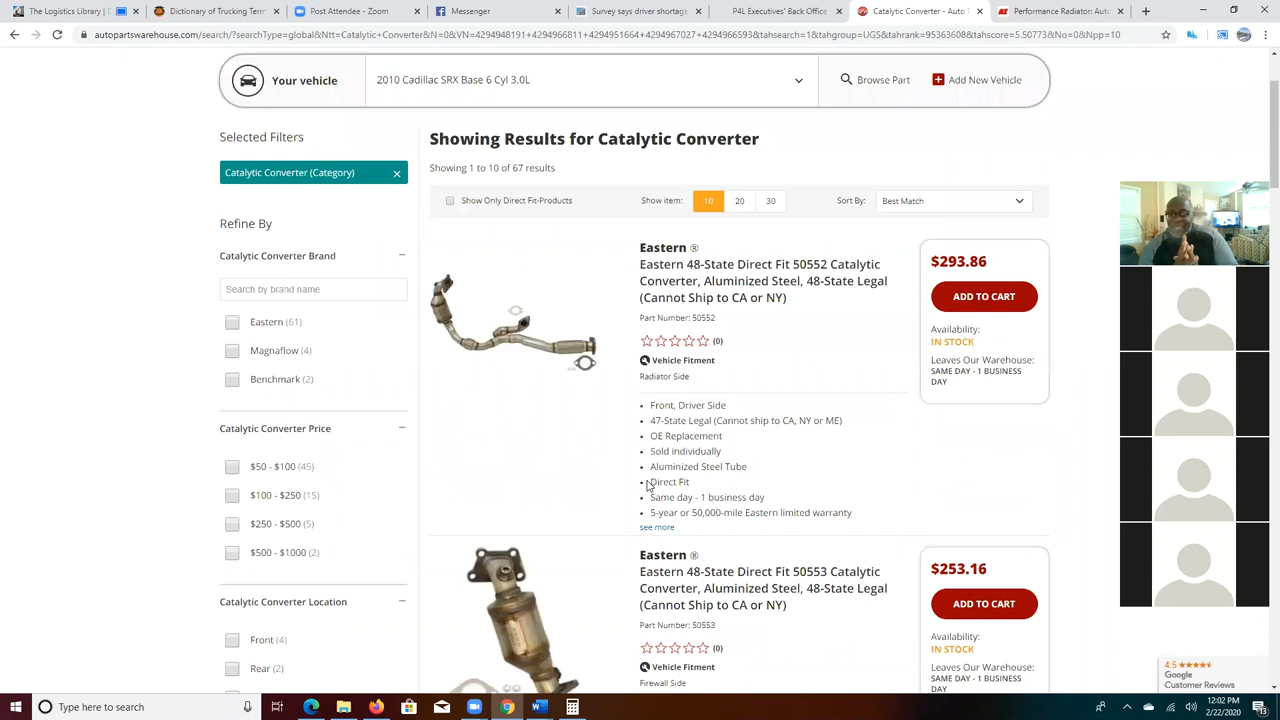 The Logistics Library |
Dictionary of Trucking Term
Post Attendee - Zoom
Messenger
Survey says driver shortage
P4L Executives' Back Office
Catalytic Converter - Auto
Performance Radiator: Auto
autopartswarehouse.com/search/?searchType=global&Ntt=Catalytic+Converter&N=0&VN=4294966811+4294951664+4294967027+4294966593&tahsearch=1&tahgroup=UGS&tahrank=95363608&tahscore=5.50773&No=0&Npp=10
Your vehicle
2010 Cadillac SRX Base 6 Cyl 3.0L
Browse Part
Add New Vehicle
Selected Filters
Catalytic Converter (Category)
Refine By
Catalytic Converter Brand
Search by brand name
Eastern (61)
Magnaflow (4)
Benchmark (2)
Catalytic Converter Price
$50 - $100 (45)
$100 - $250 (15)
$250 - $500 (5)
$500 - $1000 (2)
Catalytic Converter Location
Front (4)
Rear (2)
Showing Results for Catalytic Converter
Showing 1 to 10 of 67 results
Show Only Direct Fit-Products
Show item: 10 20 30
Sort By: Best Match
Eastern ®
Eastern 48-State Direct Fit 50552 Catalytic
Converter, Aluminized Steel, 48-State Legal
(Cannot Ship to CA or NY)
Part Number: 50552
(0)
Vehicle Fitment
Radiator Side
• Front, Driver Side
• 47-State Legal (Cannot ship to CA, NY or ME)
• OE Replacement
• Sold individually
• Aluminized Steel Tube
• Direct Fit
• Same day - 1 business day
• 5-year or 50,000-mile Eastern limited warranty
see more
$293.86
ADD TO CART
Availability:
IN STOCK
Leaves Our Warehouse:
SAME DAY - 1 BUSINESS
DAY
Eastern ®
Eastern 48-State Direct Fit 50553 Catalytic
Converter, Aluminized Steel, 48-State Legal
(Cannot Ship to CA or NY)
Part Number: 50553
(0)
Vehicle Fitment
Firewall Side
$253.16
ADD TO CART
Availability:
IN STOCK
Leaves Our Warehouse:
SAME DAY - 1 BUSINESS
DAY
4.5
Google
Customer Reviews
Type here to search
12:02 PM
2/22/2020
13